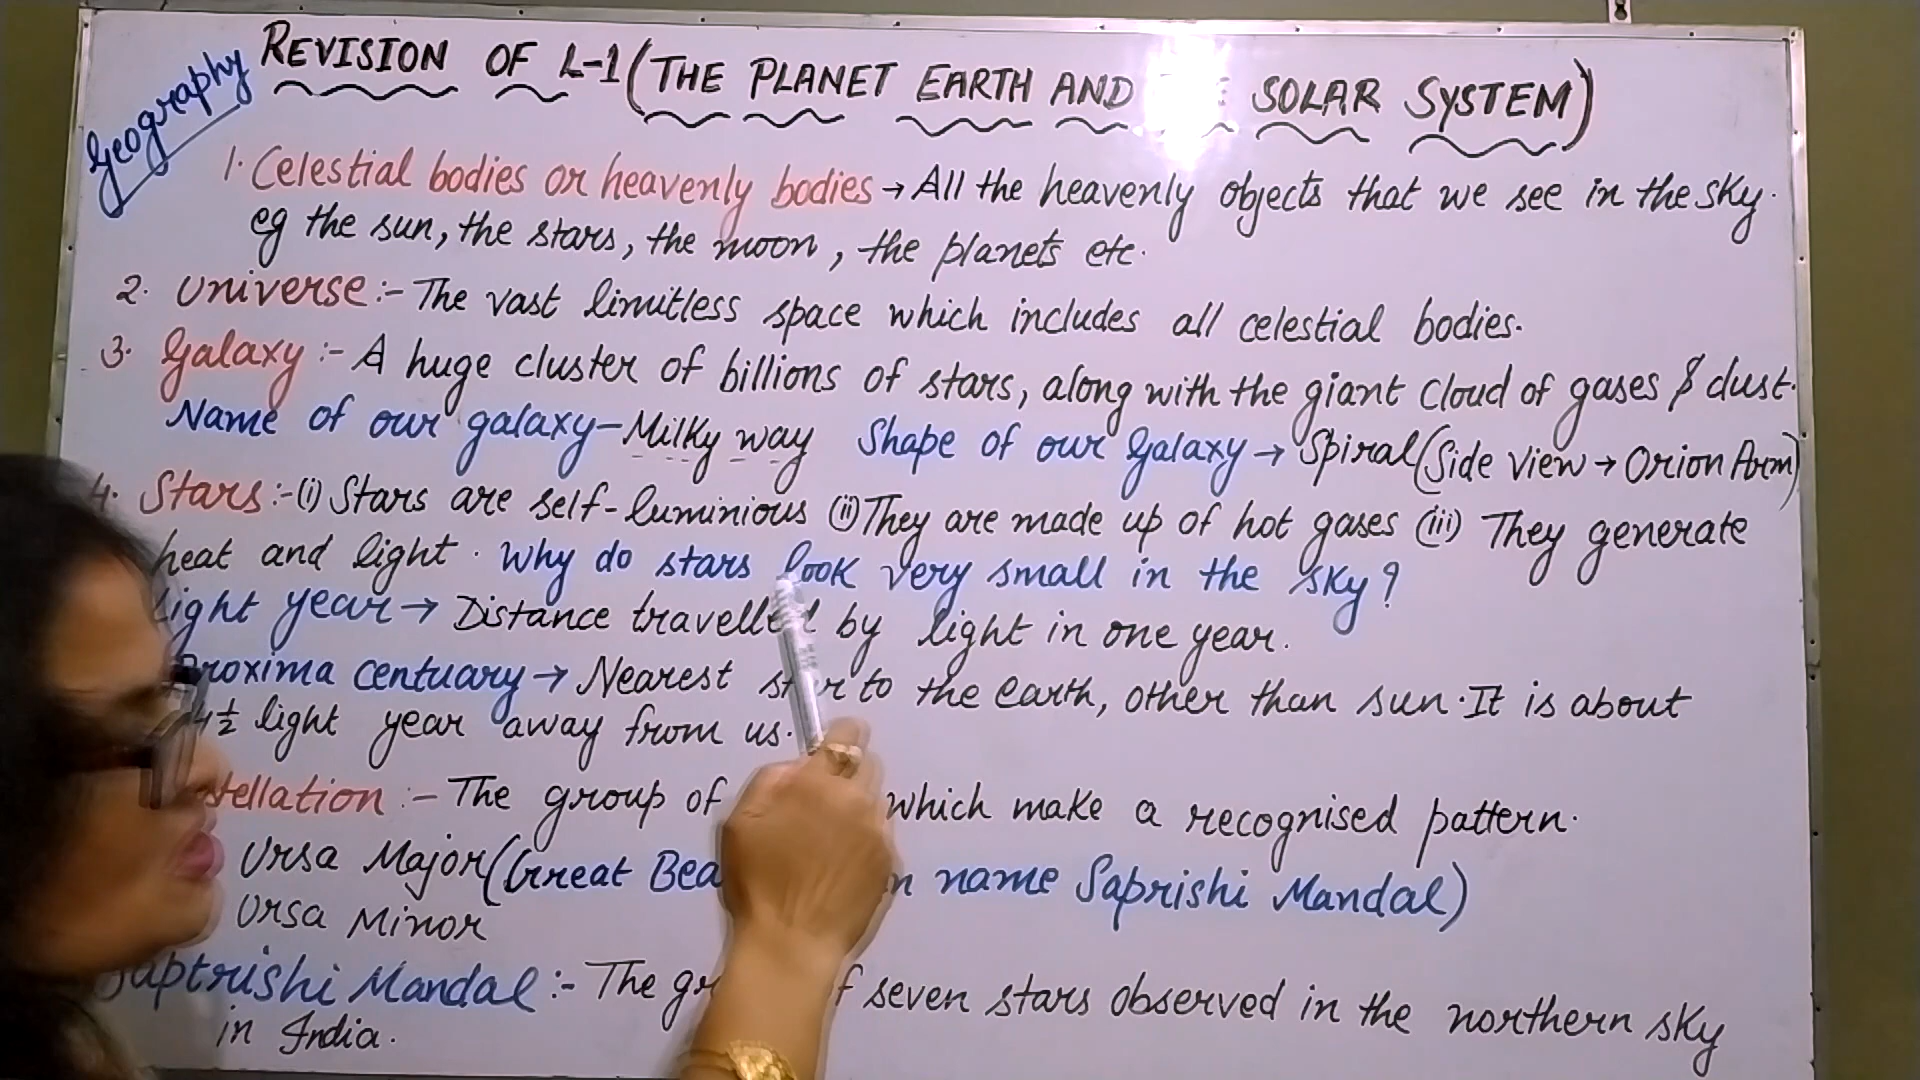 Geography
REVISION OF L-1 (THE PLANET EARTH AND SOLAR SYSTEM)
1. Celestial bodies or heavenly bodies → All the heavenly objects that we see in the sky.
eg the sun, the stars, the moon, the planets etc.
2. Universe :- The vast limitless space which includes all celestial bodies.
3. Galaxy :- A huge cluster of billions of stars, along with the giant cloud of gases & dust.
Name of our galaxy - Milky way Shape of our Galaxy → Spiral (Side view → Orion Arm)
4. Stars :- (i) Stars are self-luminious (ii) They are made up of hot gases (iii) They generate
heat and light. Why do stars look very small in the sky?
Light year → Distance travelled by light in one year.
Proxima centuary → Nearest star to the earth, other than sun. It is about
4½ light year away from us.
:- The group of which make a recognised pattern.
Ursa Major (Great name Saprishi Mandal)
Ursa Minor
Saptrishi Mandal :- The seven stars observed in the northern sky
in India.